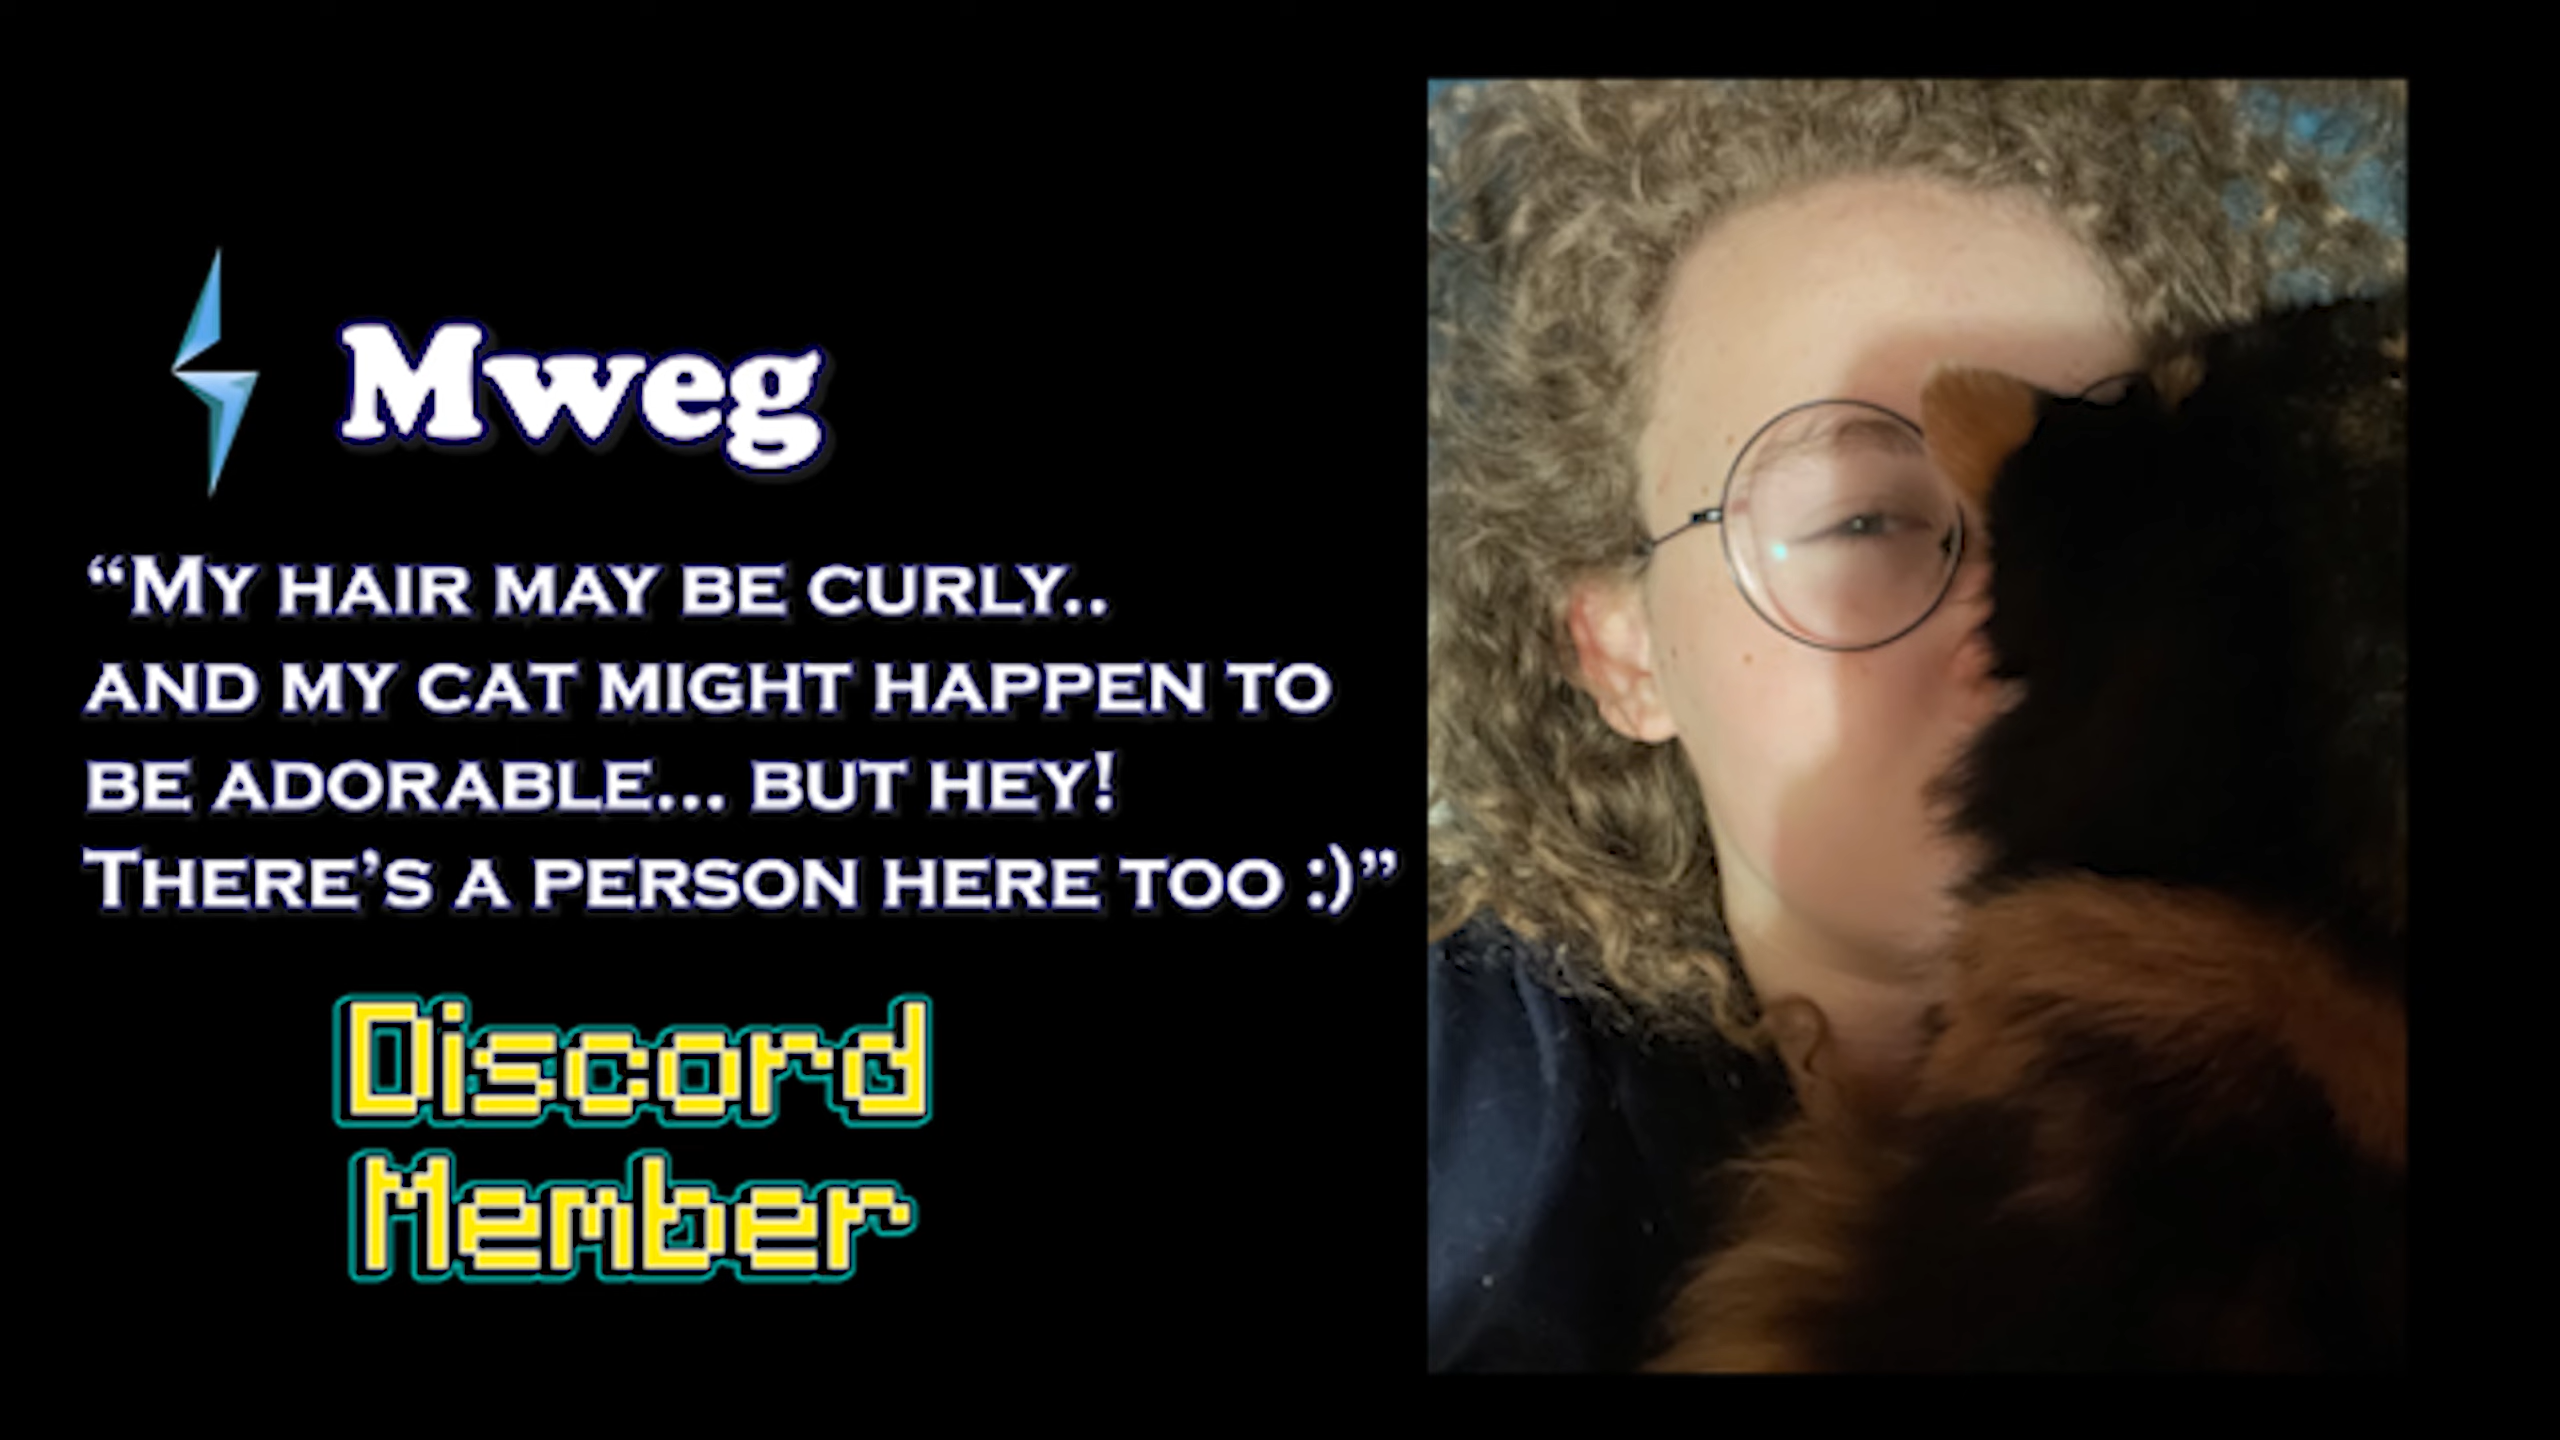 Mweg
“My hair may be curly..
and my cat might happen to
be adorable... but hey!
There’s a person here too :)”
Discord
Member